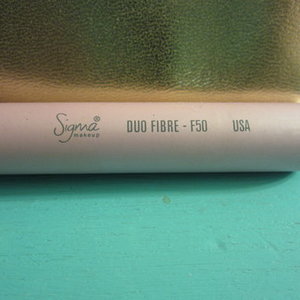 Sigma® DUO FIBRE - F50 USA
makeup